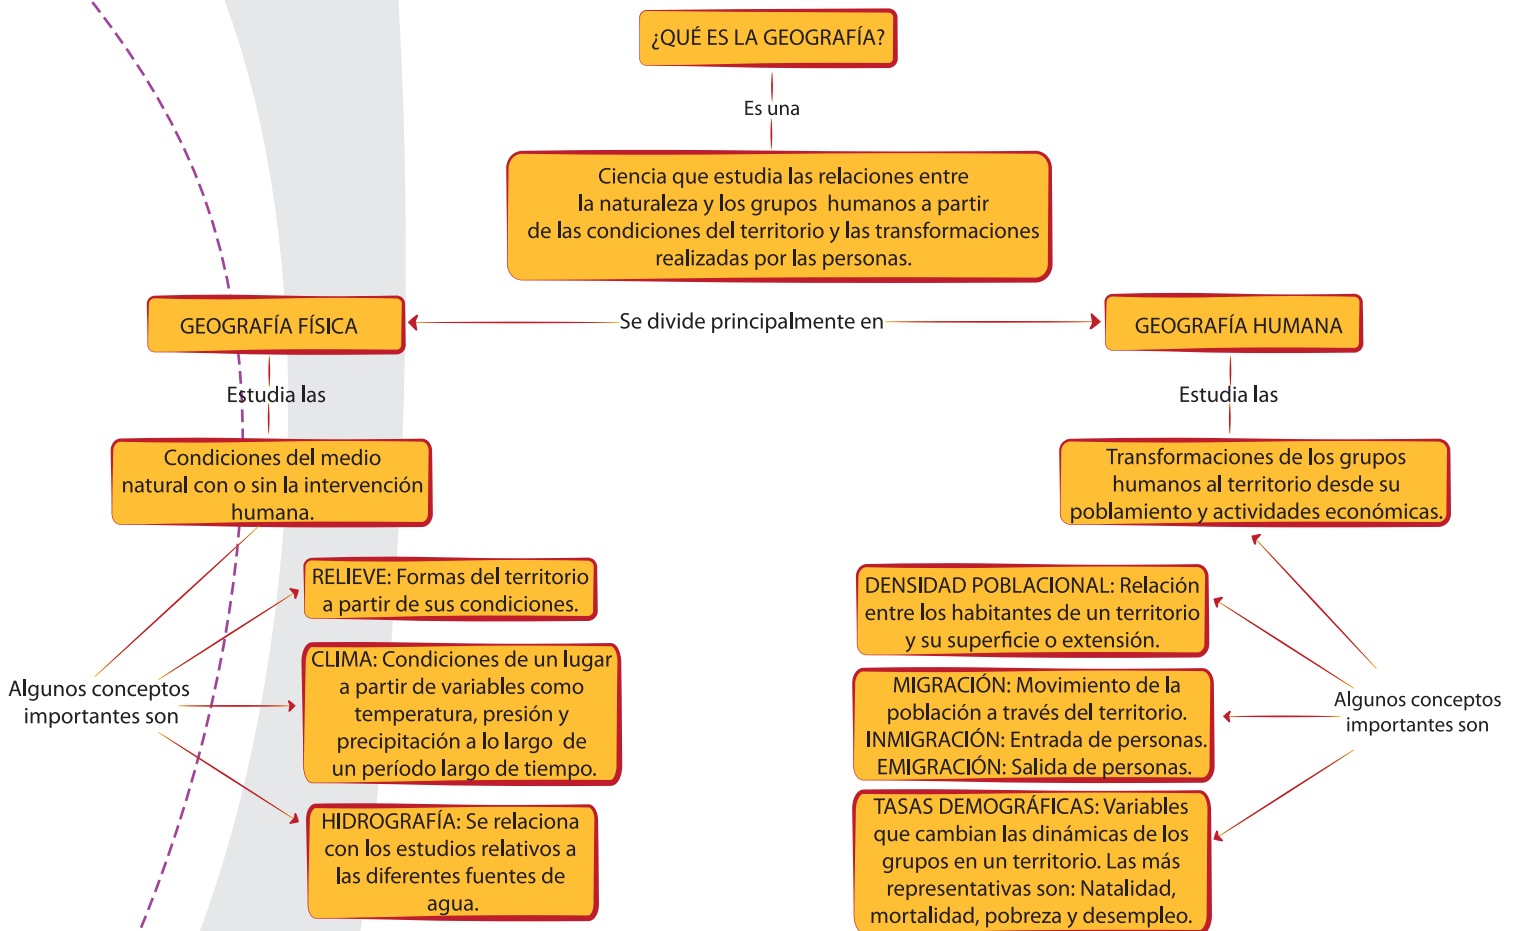 ¿QUÉ ES LA GEOGRAFÍA?
Es una
Ciencia que estudia las relaciones entre
la naturaleza y los grupos humanos a partir
de las condiciones del territorio y las transformaciones
realizadas por las personas.
Se divide principalmente en
GEOGRAFÍA FÍSICA
Estudia las
Condiciones del medio
natural con o sin la intervención
humana.
Algunos conceptos
importantes son
RELIEVE: Formas del territorio
a partir de sus condiciones.
CLIMA: Condiciones de un lugar
a partir de variables como
temperatura, presión y
precipitación a lo largo de
un período largo de tiempo.
HIDROGRAFÍA: Se relaciona
con los estudios relativos a
las diferentes fuentes de
agua.
GEOGRAFÍA HUMANA
Estudia las
Transformaciones de los grupos
humanos al territorio desde su
poblamiento y actividades económicas.
Algunos conceptos
importantes son
DENSIDAD POBLACIONAL: Relación
entre los habitantes de un territorio
y su superficie o extensión.
MIGRACIÓN: Movimiento de la
población a través del territorio.
INMIGRACIÓN: Entrada de personas.
EMIGRACIÓN: Salida de personas.
TASAS DEMOGRÁFICAS: Variables
que cambian las dinámicas de los
grupos en un territorio. Las más
representativas son: Natalidad,
mortalidad, pobreza y desempleo.